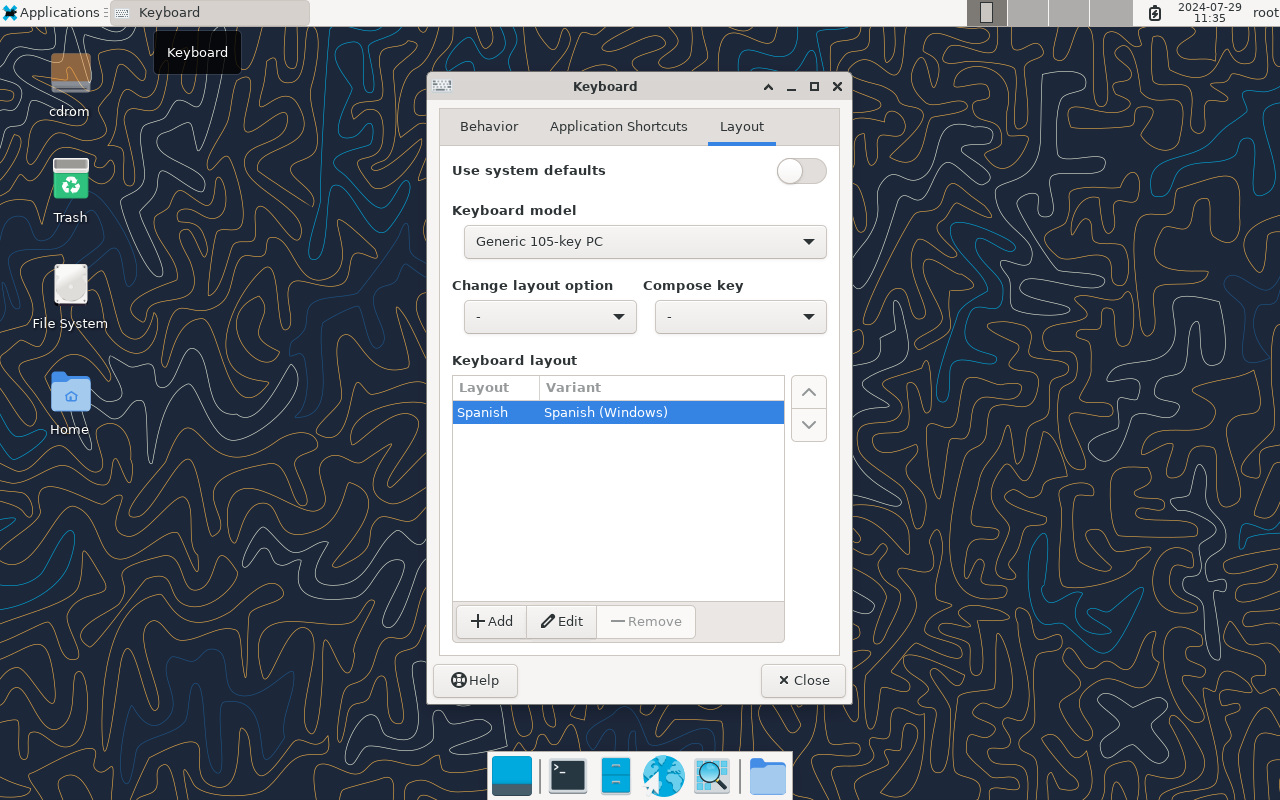 Applications
Keyboard
2024-07-29
11:35
root
Keyboard
cdrom
Trash
File System
Home
Keyboard
Behavior
Application Shortcuts
Layout
Use system defaults
Keyboard model
Generic 105-key PC
Change layout option
Compose key
-
-
Keyboard layout
Layout
Variant
Spanish
Spanish (Windows)
Add
Edit
Remove
Help
Close